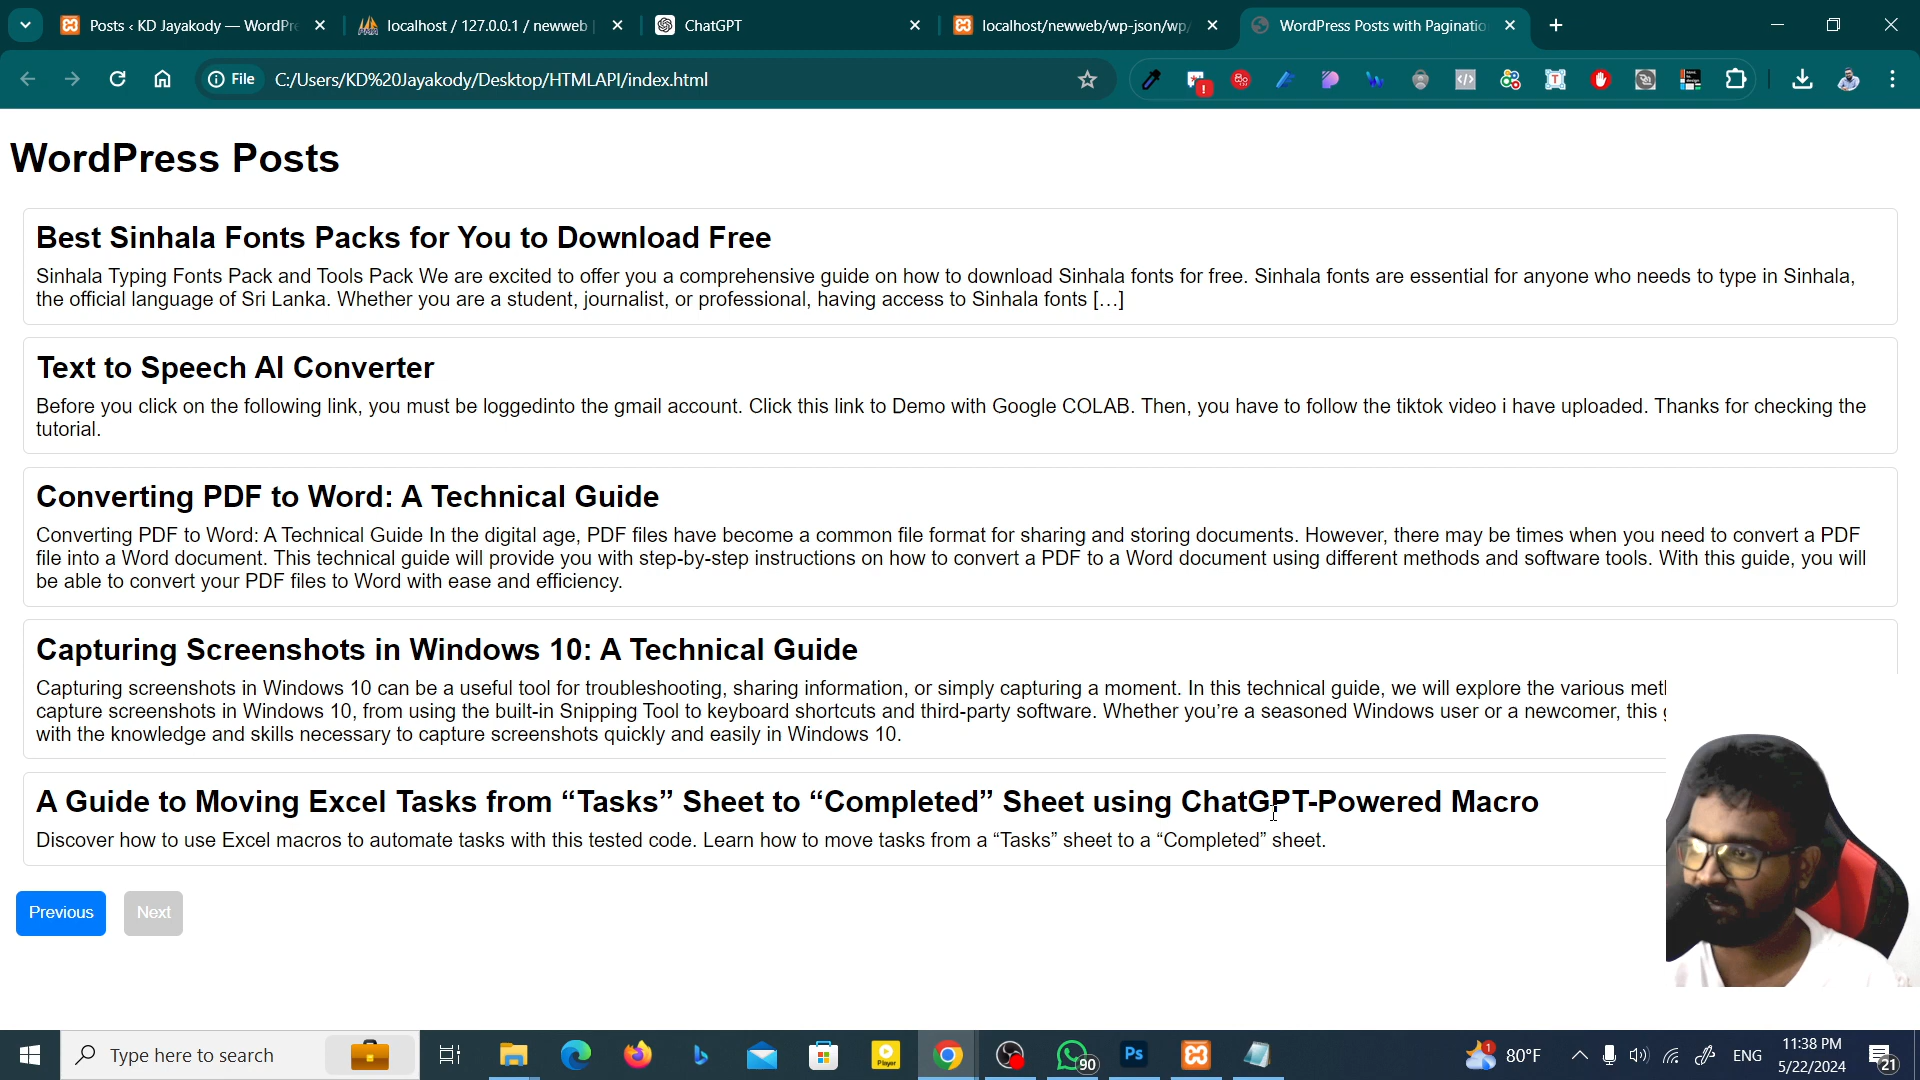 Posts ‹ KD Jayakody — WordPre
localhost / 127.0.0.1 / newweb
ChatGPT
localhost/newweb/wp-json/wp/
WordPress Posts with Paginatio
File
C:/Users/KD%20Jayakody/Desktop/HTMLAPI/index.html
WordPress Posts
Best Sinhala Fonts Packs for You to Download Free
Sinhala Typing Fonts Pack and Tools Pack We are excited to offer you a comprehensive guide on how to download Sinhala fonts for free. Sinhala fonts are essential for anyone who needs to type in Sinhala,
the official language of Sri Lanka. Whether you are a student, journalist, or professional, having access to Sinhala fonts […]
Text to Speech AI Converter
Before you click on the following link, you must be loggedinto the gmail account. Click this link to Demo with Google COLAB. Then, you have to follow the tiktok video i have uploaded. Thanks for checking the
tutorial.
Converting PDF to Word: A Technical Guide
Converting PDF to Word: A Technical Guide In the digital age, PDF files have become a common file format for sharing and storing documents. However, there may be times when you need to convert a PDF
file into a Word document. This technical guide will provide you with step-by-step instructions on how to convert a PDF to a Word document using different methods and software tools. With this guide, you will
be able to convert your PDF files to Word with ease and efficiency.
Capturing Screenshots in Windows 10: A Technical Guide
Capturing screenshots in Windows 10 can be a useful tool for troubleshooting, sharing information, or simply capturing a moment. In this technical guide, we will explore the various
capture screenshots in Windows 10, from using the built-in Snipping Tool to keyboard shortcuts and third-party software. Whether you’re a seasoned Windows user or a newcomer, this
with the knowledge and skills necessary to capture screenshots quickly and easily in Windows 10.
A Guide to Moving Excel Tasks from “Tasks” Sheet to “Completed” Sheet using ChatGPT-Powered Macro
Discover how to use Excel macros to automate tasks with this tested code. Learn how to move tasks from a “Tasks” sheet to a “Completed” sheet.
Previous
Next
Type here to search
Player
90
Ps
1
80°F
ENG
11:38 PM
5/22/2024
21